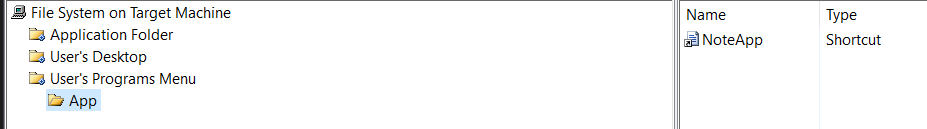 File System on Target Machine
Application Folder
User's Desktop
User's Programs Menu
App
Name Type
NoteApp Shortcut